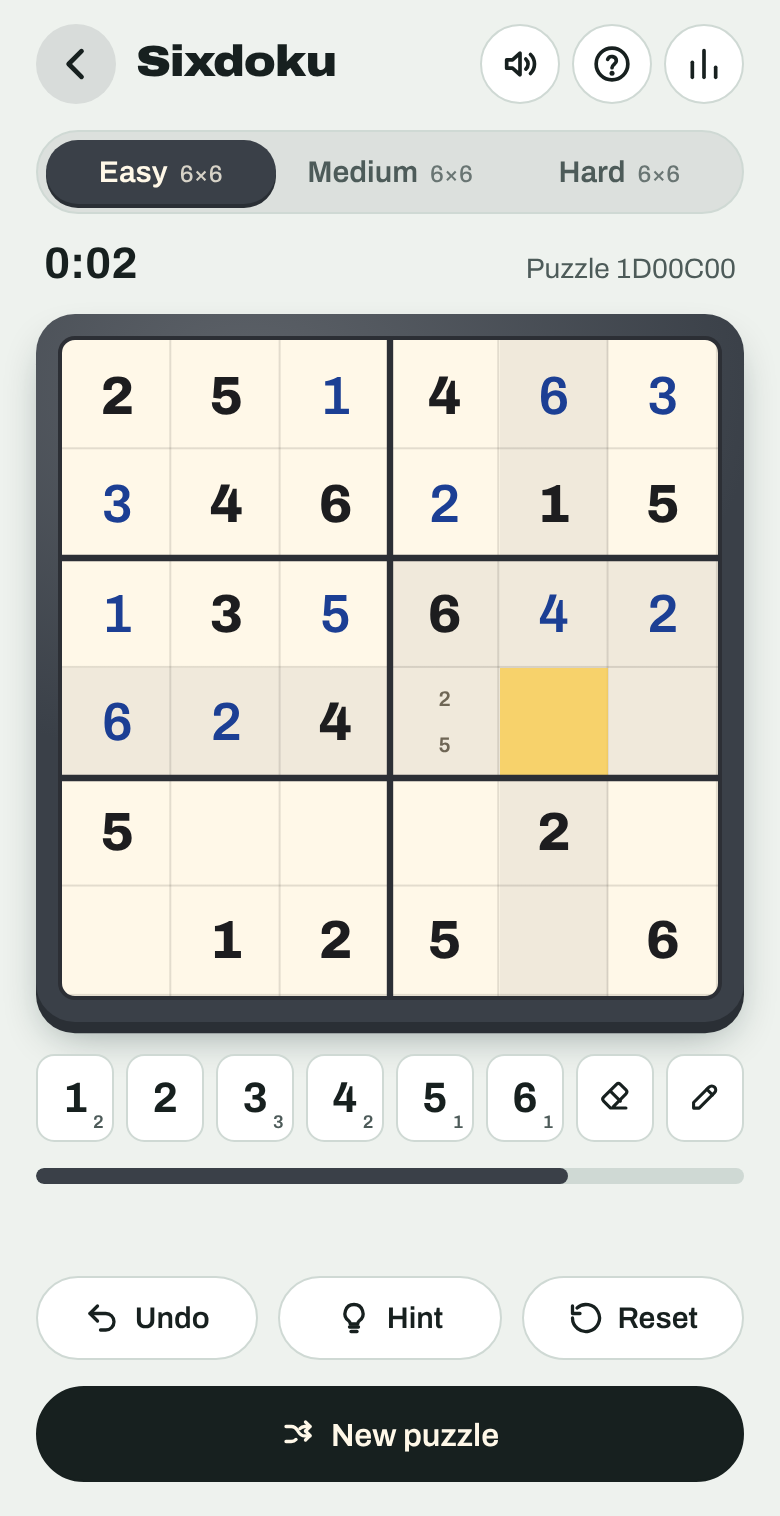 Sixdoku
Easy 6×6 Medium 6×6 Hard 6×6
0:02 Puzzle 1D00C00
2 5 1 4 6 3
3 4 6 2 1 5
1 3 5 6 4 2
6 2 4 2 5
5 2
1 2 5 6
1 2 2 3 3 4 2 5 1 6 1
Undo Hint Reset
New puzzle